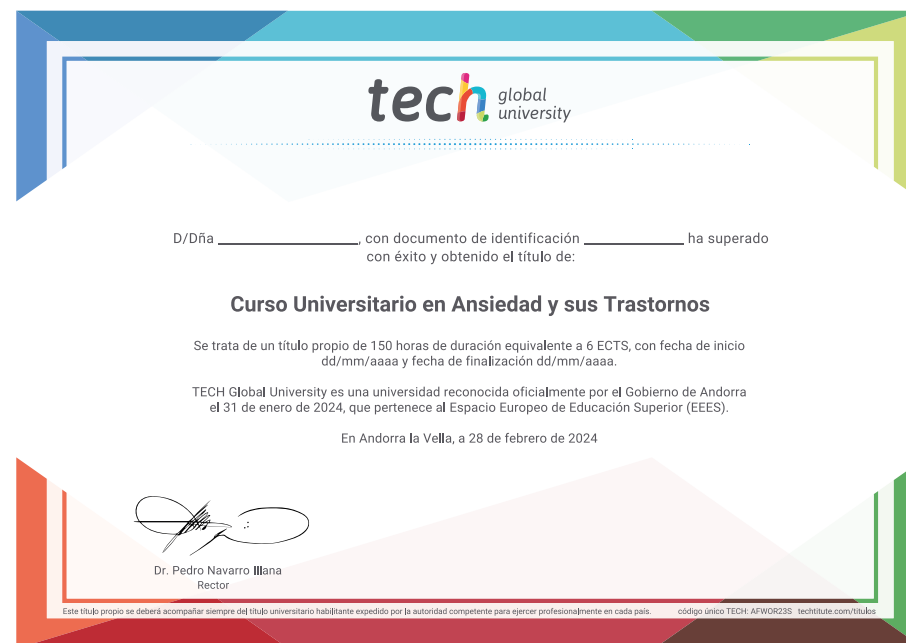 tech global university
D/Dña ____________________, con documento de identificación ______________ ha superado
con éxito y obtenido el título de:
Curso Universitario en Ansiedad y sus Trastornos
Se trata de un título propio de 150 horas de duración equivalente a 6 ECTS, con fecha de inicio
dd/mm/aaaa y fecha de finalización dd/mm/aaaa.
TECH Global University es una universidad reconocida oficialmente por el Gobierno de Andorra
el 31 de enero de 2024, que pertenece al Espacio Europeo de Educación Superior (EEES).
En Andorra la Vella, a 28 de febrero de 2024
Dr. Pedro Navarro Illana
Rector
Este título propio se deberá acompañar siempre del título universitario habilitante expedido por la autoridad competente para ejercer profesionalmente en cada país. código único TECH: AFWOR23S techtitute.com/titulos